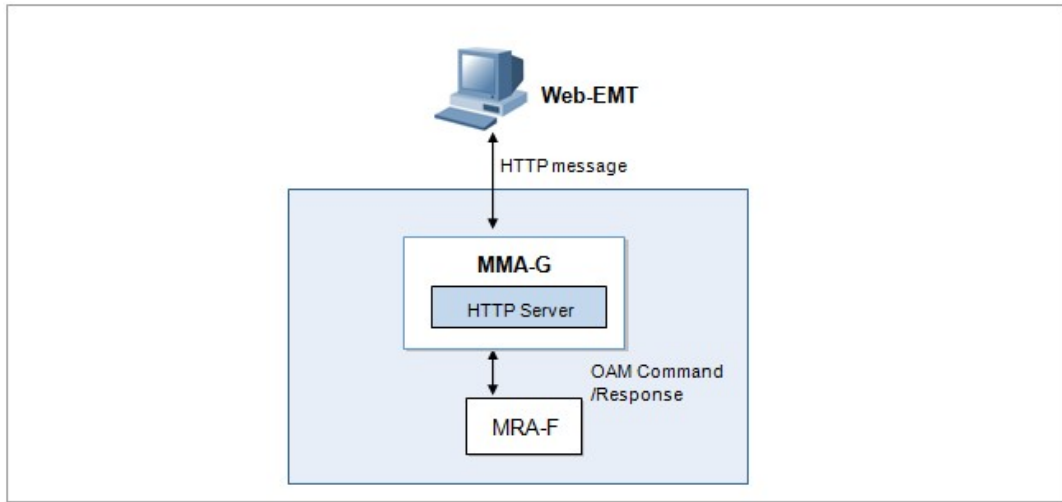 Web-EMT
HTTP message
MMA-G
HTTP Server
OAM Command
/Response
MRA-F